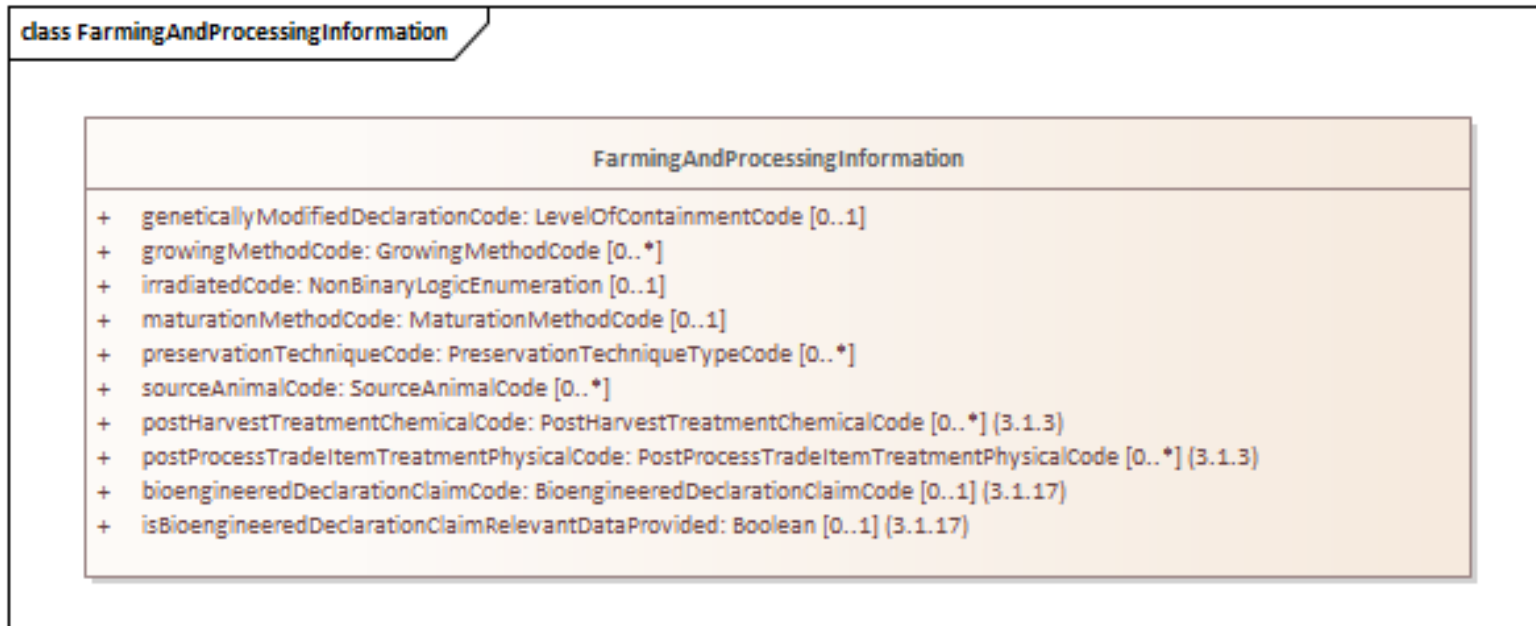 class FarmingAndProcessingInformation
FarmingAndProcessingInformation
+ geneticallyModifiedDeclarationCode: LevelOfContainmentCode [0..1]
+ growingMethodCode: GrowingMethodCode [0..*]
+ irradiatedCode: NonBinaryLogicEnumeration [0..1]
+ maturationMethodCode: MaturationMethodCode [0..1]
+ preservationTechniqueCode: PreservationTechniqueTypeCode [0..*]
+ sourceAnimalCode: SourceAnimalCode [0..*]
+ postHarvestTreatmentChemicalCode: PostHarvestTreatmentChemicalCode [0..*] (3.1.3)
+ postProcessTradeItemTreatmentPhysicalCode: PostProcessTradeItemTreatmentPhysicalCode [0..*] (3.1.3)
+ bioengineeredDeclarationClaimCode: BioengineeredDeclarationClaimCode [0..1] (3.1.17)
+ isBioengineeredDeclarationClaimRelevantDataProvided: Boolean [0..1] (3.1.17)